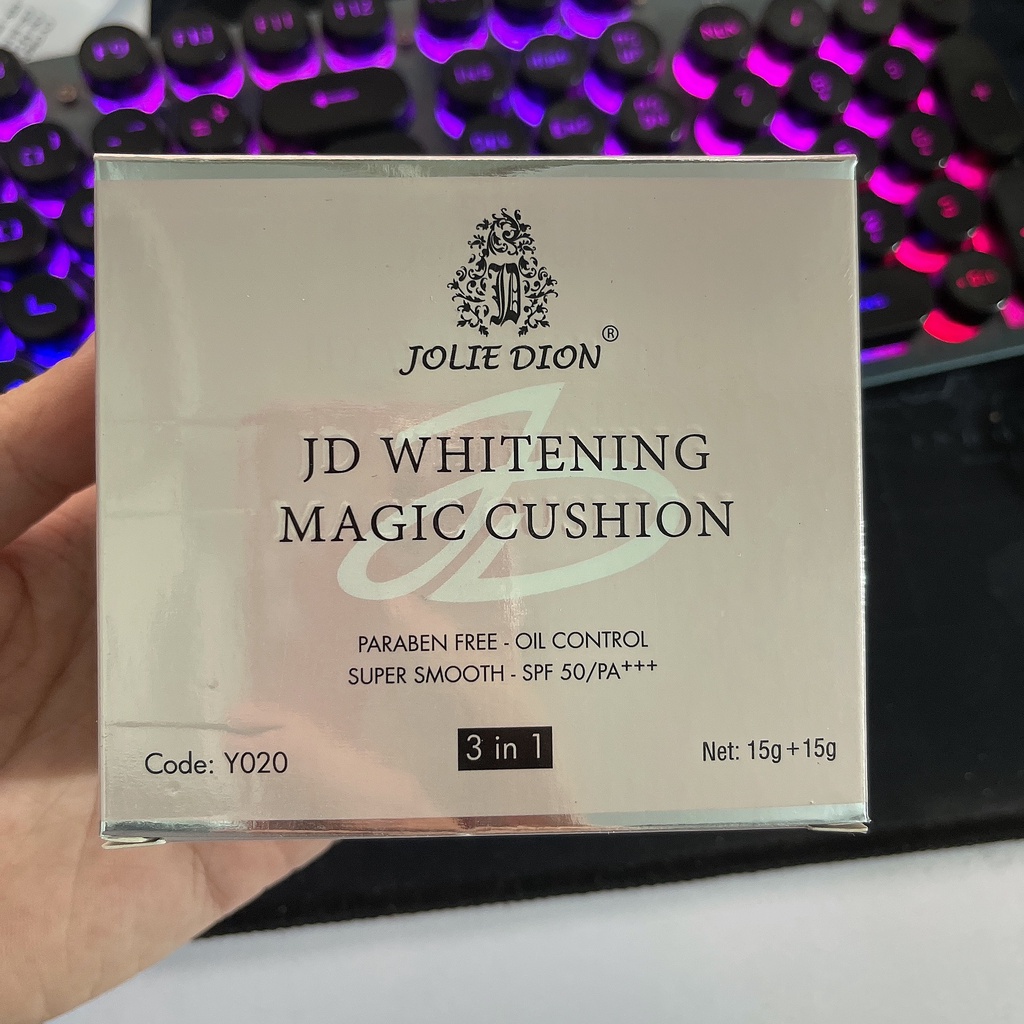 JD
JOLIE DION®
JD WHITENING
MAGIC CUSHION
PARABEN FREE - OIL CONTROL
SUPER SMOOTH - SPF 50/PA+++
3 in 1
Code: Y020
Net: 15g+15g